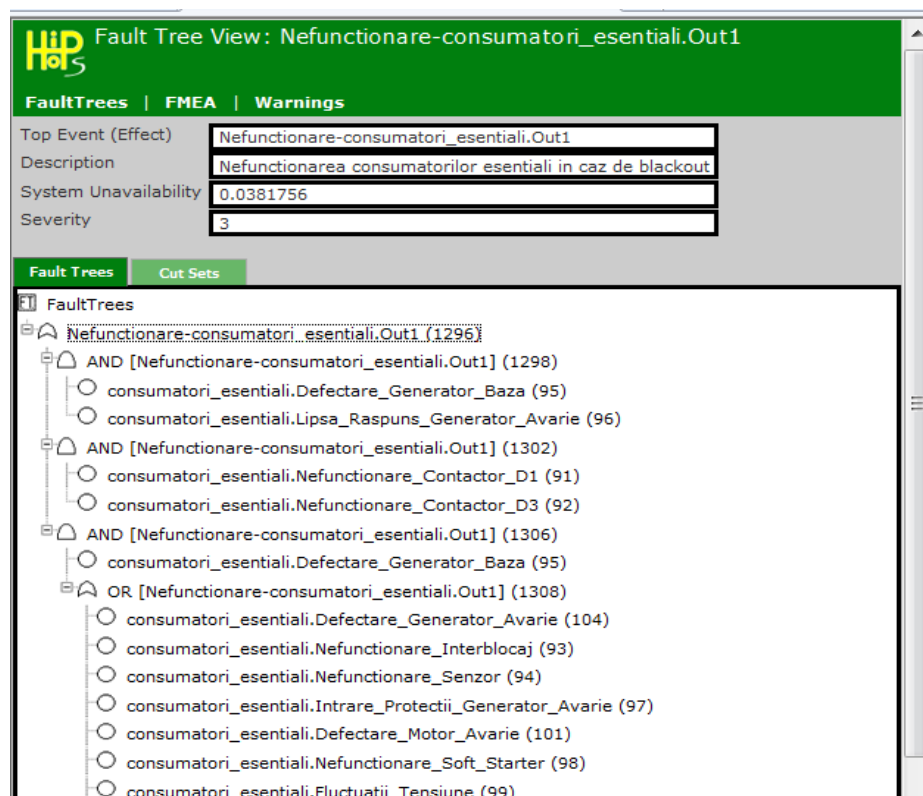 HiP HOPS
Fault Tree View: Nefunctionare-consumatori_esentiali.Out1
FaultTrees | FMEA | Warnings
Top Event (Effect) Nefunctionare-consumatori_esentiali.Out1
Description Nefunctionarea consumatorilor esentiali in caz de blackout
System Unavailability 0.0381756
Severity 3
Fault Trees Cut Sets
FT FaultTrees
Nefunctionare-consumatori_esentiali.Out1 (1296)
AND [Nefunctionare-consumatori_esentiali.Out1] (1298)
consumatori_esentiali.Defectare_Generator_Baza (95)
consumatori_esentiali.Lipsa_Raspuns_Generator_Avarie (96)
AND [Nefunctionare-consumatori_esentiali.Out1] (1302)
consumatori_esentiali.Nefunctionare_Contactor_D1 (91)
consumatori_esentiali.Nefunctionare_Contactor_D3 (92)
AND [Nefunctionare-consumatori_esentiali.Out1] (1306)
consumatori_esentiali.Defectare_Generator_Baza (95)
OR [Nefunctionare-consumatori_esentiali.Out1] (1308)
consumatori_esentiali.Defectare_Generator_Avarie (104)
consumatori_esentiali.Nefunctionare_Interblocaj (93)
consumatori_esentiali.Nefunctionare_Senzor (94)
consumatori_esentiali.Intrare_Protectii_Generator_Avarie (97)
consumatori_esentiali.Defectare_Motor_Avarie (101)
consumatori_esentiali.Nefunctionare_Soft_Starter (98)
consumatori_esentiali.Fluctuatii_Tensiune (99)